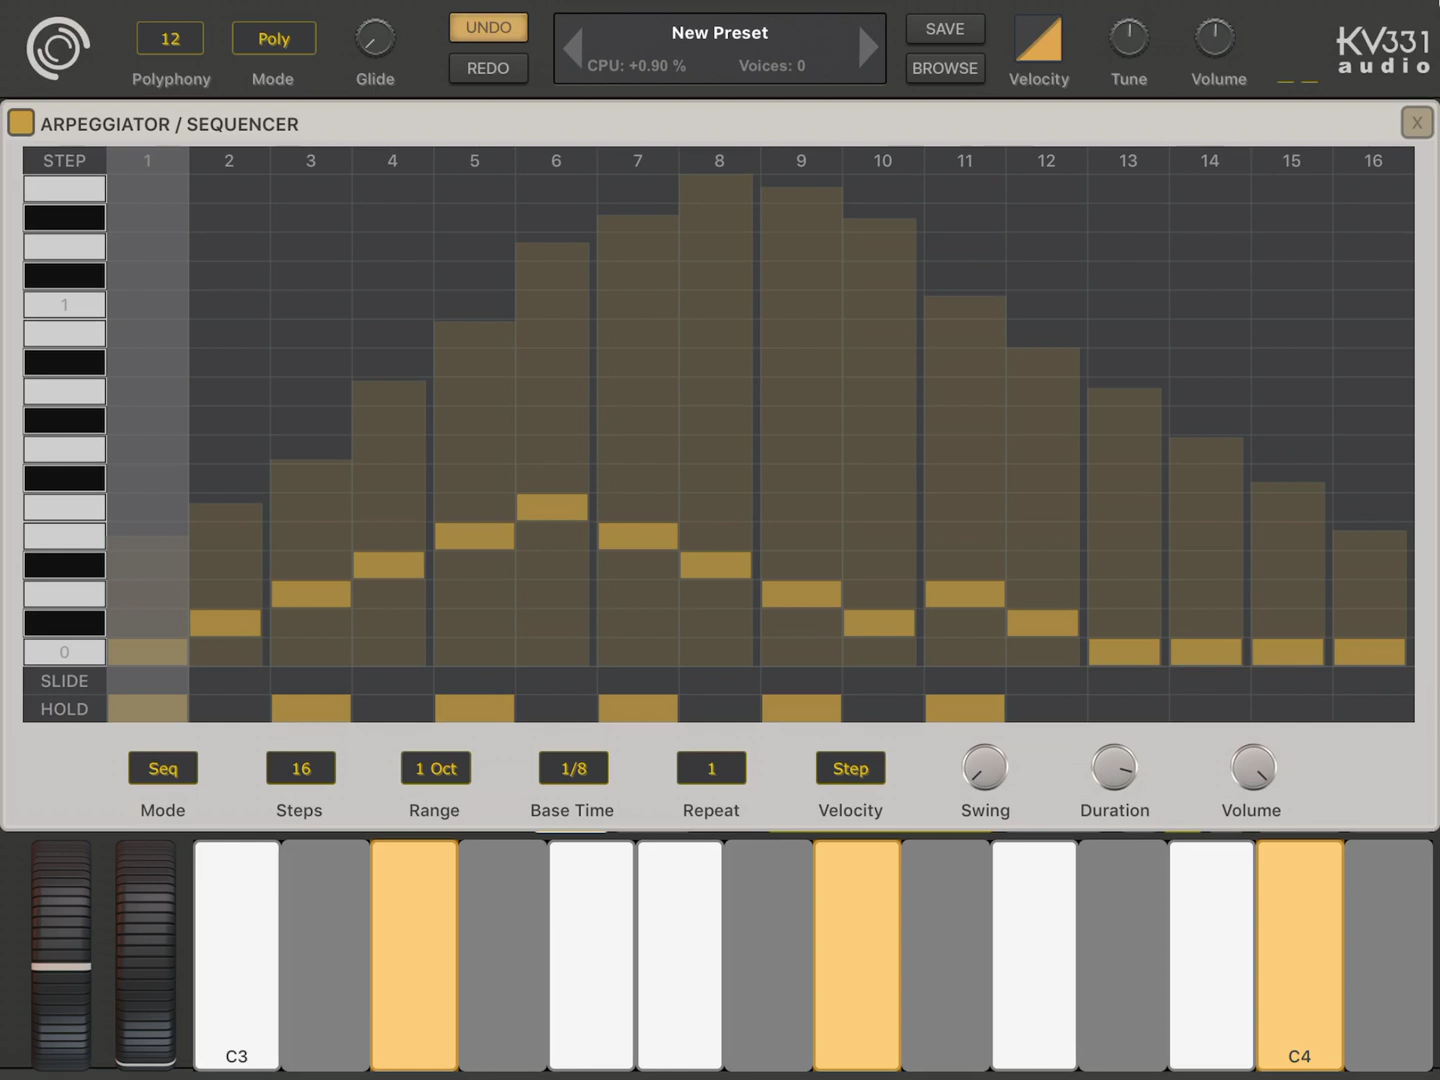 12
Polyphony
Poly
Mode
Glide
UNDO
REDO
New Preset
CPU: +0.90 %
Voices: 0
SAVE
BROWSE
Velocity
Tune
Volume
KV331
audio
ARPEGGIATOR / SEQUENCER
X
STEP 1 2 3 4 5 6 7 8 9 10 11 12 13 14 15 16
1
0
SLIDE
HOLD
Seq
Mode
16
Steps
1 Oct
Range
1/8
Base Time
1
Repeat
Step
Velocity
Swing
Duration
Volume
C3
C4